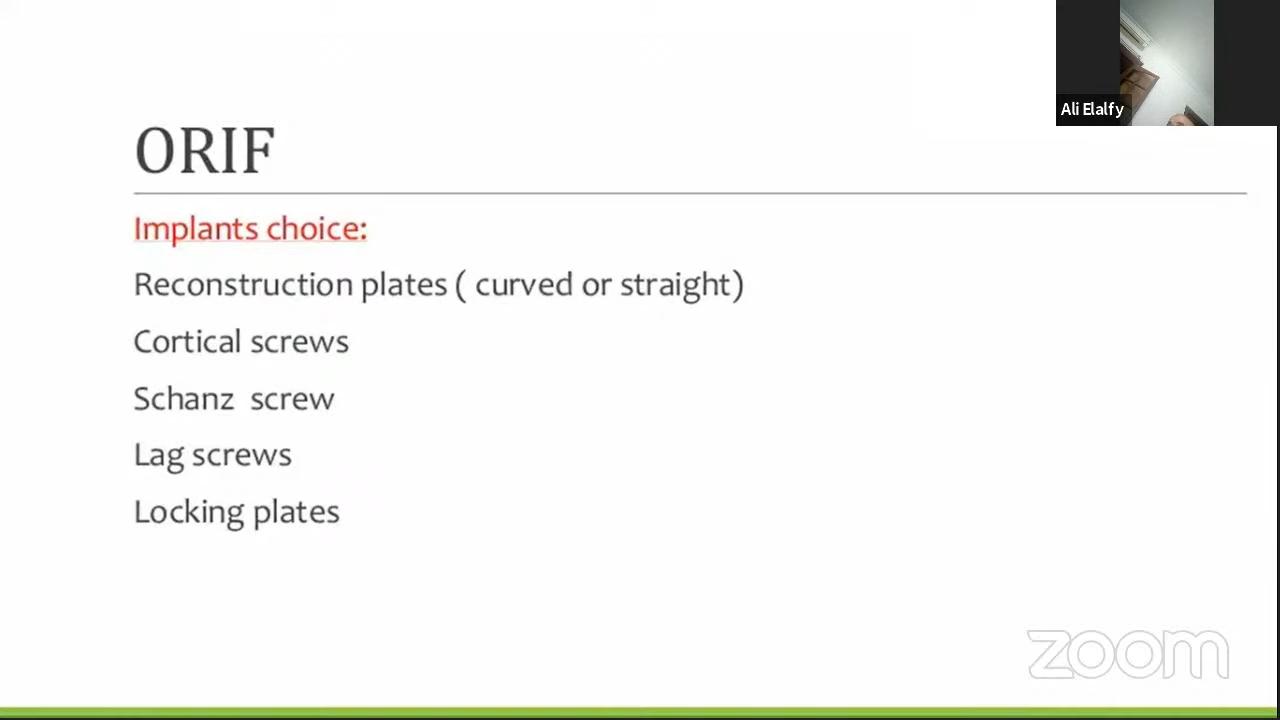 Ali Elalfy
ORIF
Implants choice:
Reconstruction plates ( curved or straight)
Cortical screws
Schanz  screw
Lag screws
Locking plates
zoom